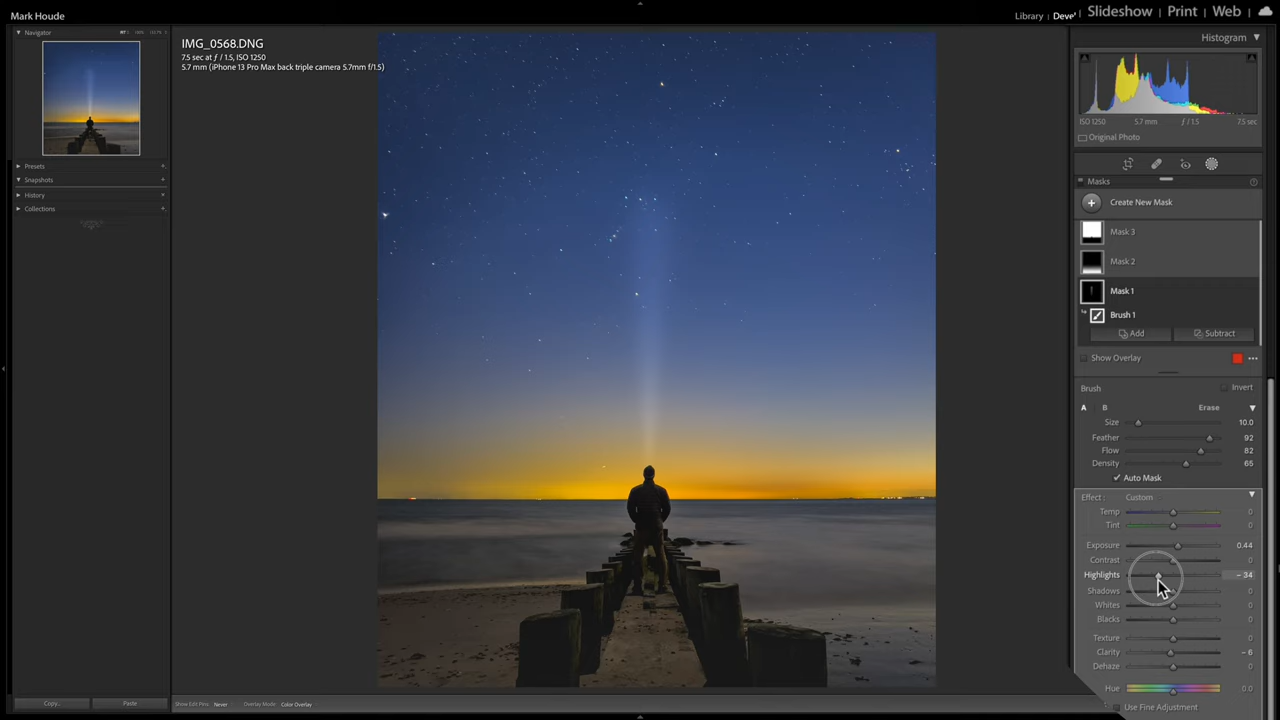 Mark Houde
Library | Deve Slideshow | Print | Web
Navigator
Presets
Snapshots
History
Collections
IMG_0568.DNG
7.5 sec at ƒ / 1.5, ISO 1250
5.7 mm (iPhone 13 Pro Max back triple camera 5.7mm f/1.5)
Histogram
ISO 1250 5.7 mm ƒ / 1.5 7.5 sec
Original Photo
Masks
Create New Mask
Mask 3
Mask 2
Mask 1
Brush 1
Add Subtract
Show Overlay
Brush Invert
A B Erase
Size 10.0
Feather 92
Flow 82
Density 65
Auto Mask
Effect : Custom
Temp 0
Tint 0
Exposure 0.44
Contrast 0
Highlights – 34
Shadows 0
Whites 0
Blacks 0
Texture 0
Clarity – 6
Dehaze 0
Hue 0.0
Use Fine Adjustment
Copy... Paste
Show Edit Pins: Never Overlay Mode: Color Overlay